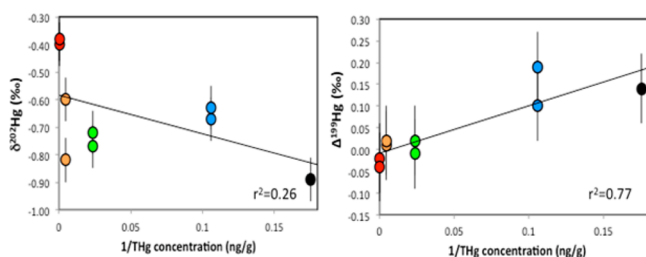 -0.30
-0.40
-0.50
-0.60
-0.70
-0.80
-0.90
-1.00
δ²⁰²Hg (‰)
r²=0.26
0 0.05 0.1 0.15
1/THg concentration (ng/g)
0.30
0.25
0.20
0.15
0.10
0.05
0.00
-0.05
-0.10
-0.15
Δ¹⁹⁹Hg (‰)
r²=0.77
0 0.05 0.1 0.15
1/THg concentration (ng/g)